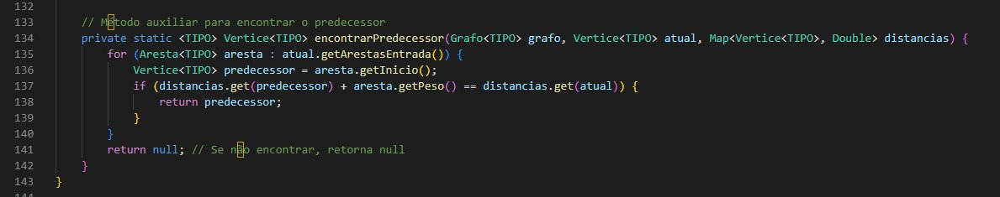 132
133 // Método auxiliar para encontrar o predecessor
134 private static <TIPO> Vertice<TIPO> encontrarPredecessor(Grafo<TIPO> grafo, Vertice<TIPO> atual, Map<Vertice<TIPO>, Double> distancias) {
135 for (Aresta<TIPO> aresta : atual.getArestasEntrada()) {
136 Vertice<TIPO> predecessor = aresta.getInicio();
137 if (distancias.get(predecessor) + aresta.getPeso() == distancias.get(atual)) {
138 return predecessor;
139 }
140 }
141 return null; // Se não encontrar, retorna null
142 }
143 }
144